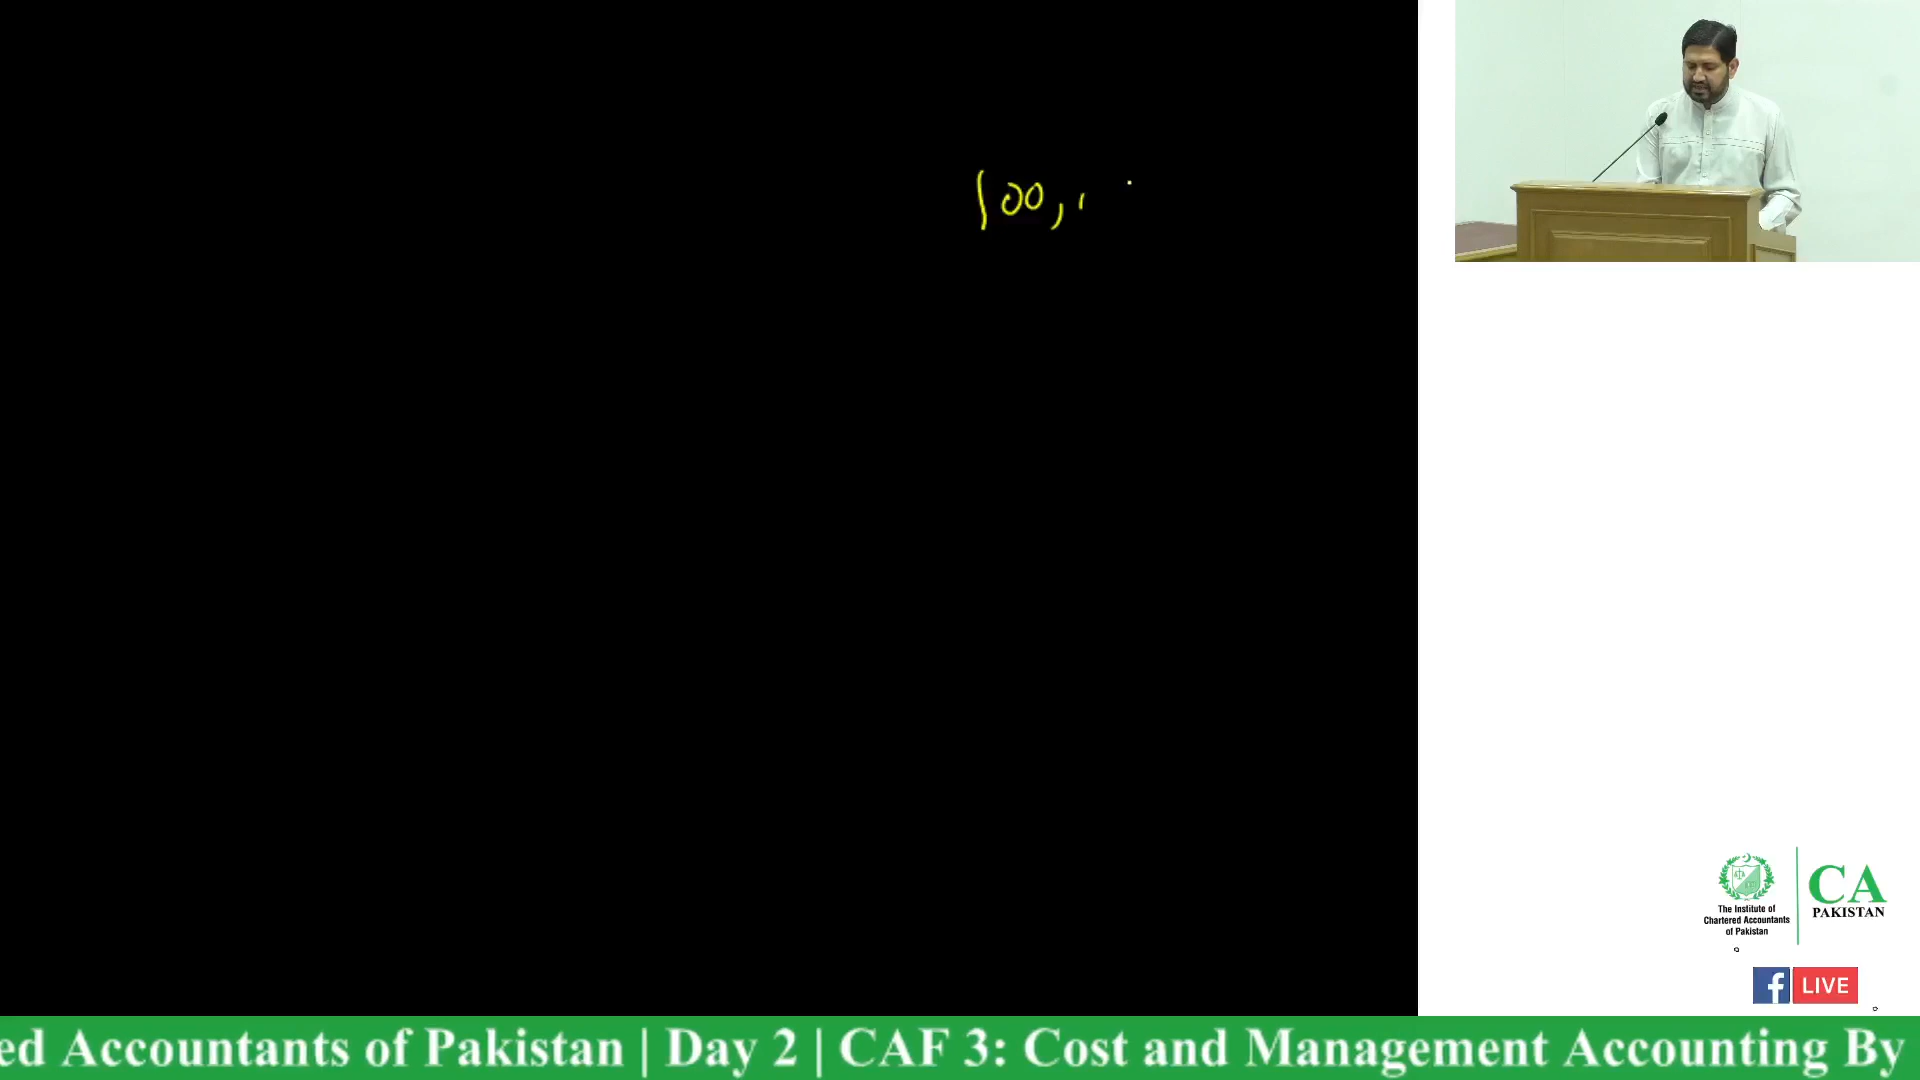 100,
The Institute of
Chartered Accountants
of Pakistan
CA
PAKISTAN
f LIVE
ed Accountants of Pakistan | Day 2 | CAF 3: Cost and Management Accounting By